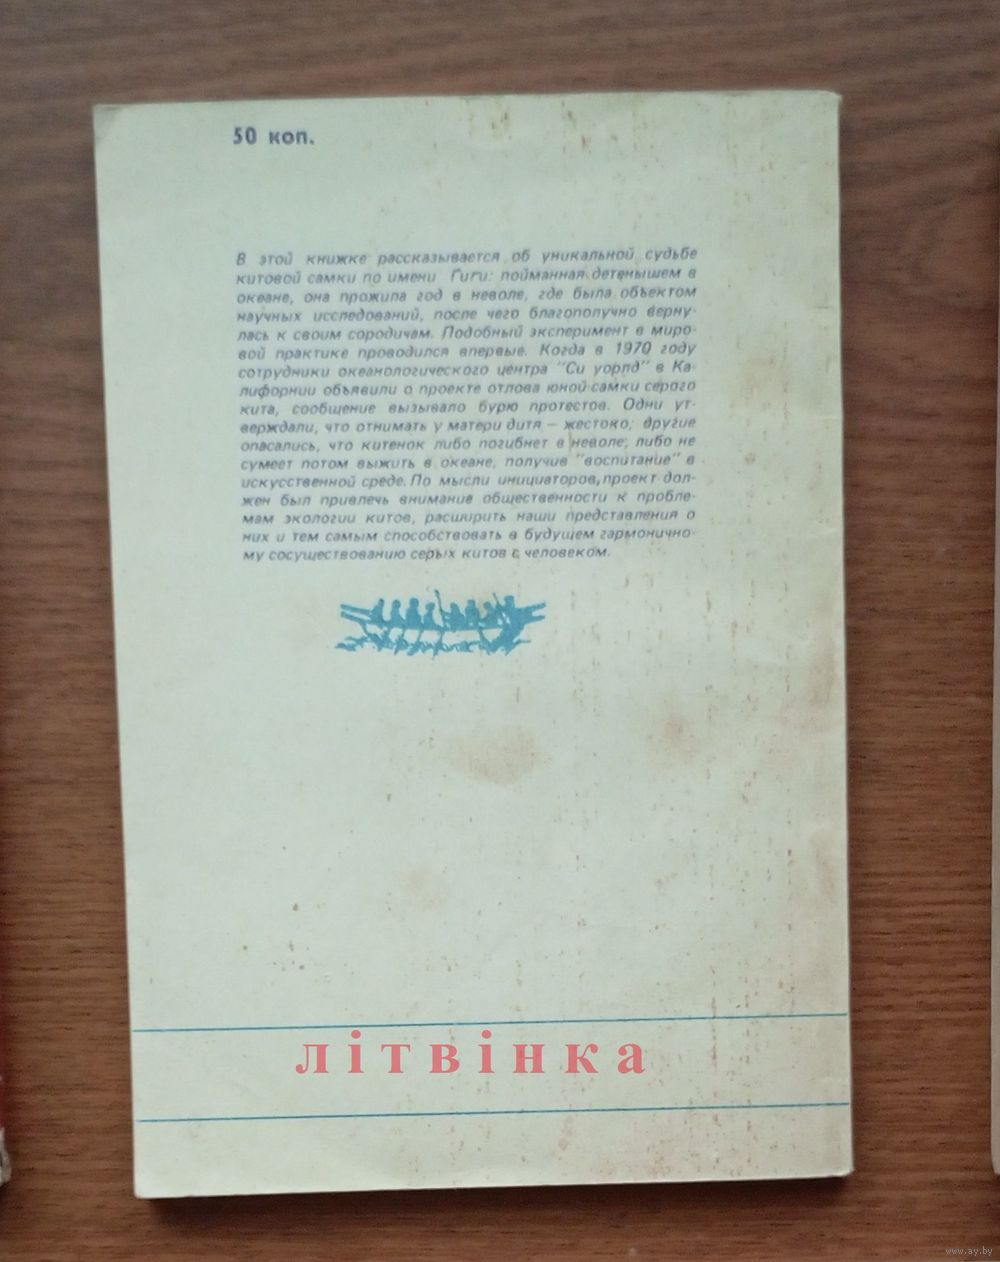 50 коп.
В этой книжке рассказывается об уникальной судьбе
китовой самки по имени Гиги: пойманная детенышем в
океане, она прожила год в неволе, где была объектом
научных исследований, после чего благополучно верну-
лась к своим сородичам. Подобный эксперимент в миро-
вой практике проводился впервые. Когда в 1970 году
сотрудники океанологического центра "Си уорлд" в Ка-
лифорнии объявили о проекте отлова юной самки серого
кита, сообщение вызывало бурю протестов. Одни ут-
верждали, что отнимать у матери дитя – жестоко; другие
опасались, что китенок либо погибнет в неволе; либо не
сумеет потом выжить в океане, получив "воспитание" в
искусственной среде. По мысли инициаторов, проект дол-
жен был привлечь внимание общественности к пробле-
мам экологии китов, расширить наши представления о
них и тем самым способствовать в будущем гармонично-
му сосуществованию серых китов с человеком.
літвінка
www.ay.by